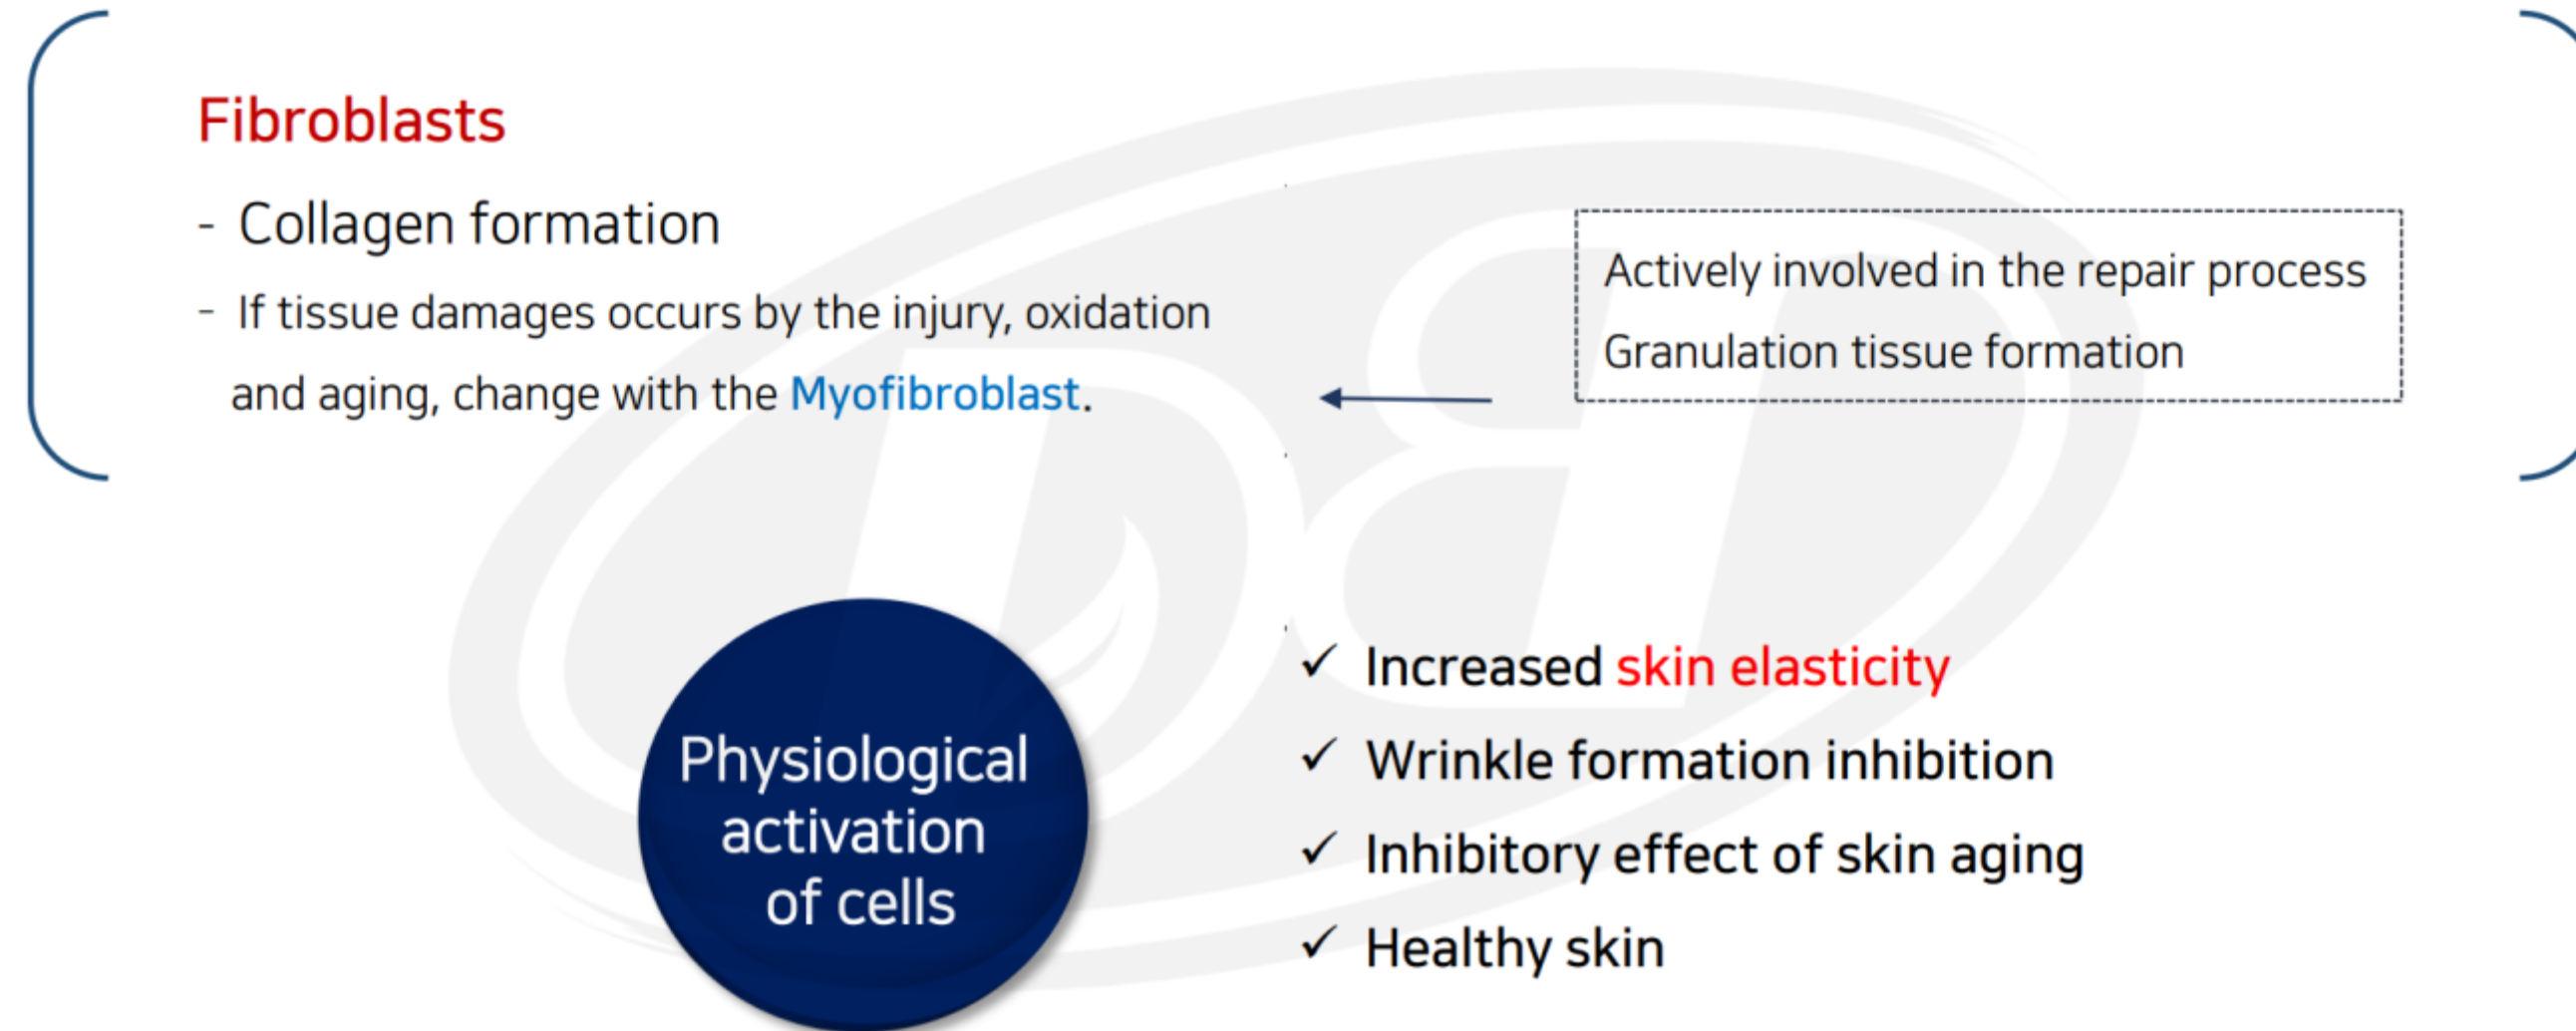 Fibroblasts
- Collagen formation
- If tissue damages occurs by the injury, oxidation
and aging, change with the Myofibroblast.
Actively involved in the repair process
Granulation tissue formation
Physiological
activation
of cells
✓ Increased skin elasticity
✓ Wrinkle formation inhibition
✓ Inhibitory effect of skin aging
✓ Healthy skin